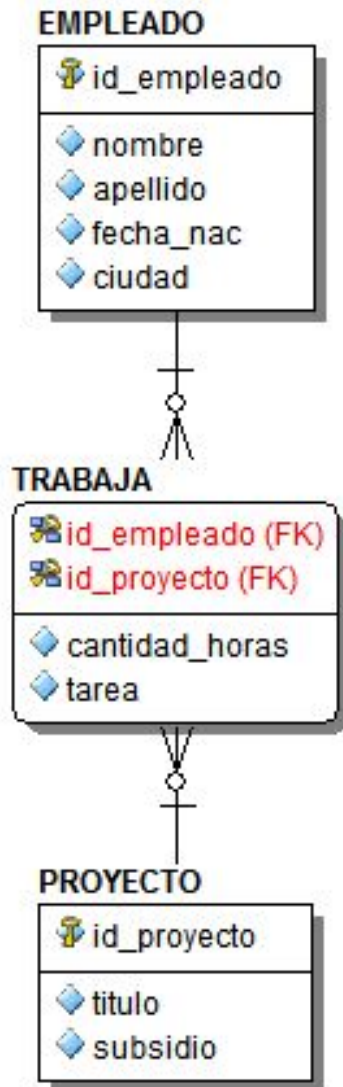 EMPLEADO
id_empleado
nombre
apellido
fecha_nac
ciudad
TRABAJA
id_empleado (FK)
id_proyecto (FK)
cantidad_horas
tarea
PROYECTO
id_proyecto
titulo
subsidio